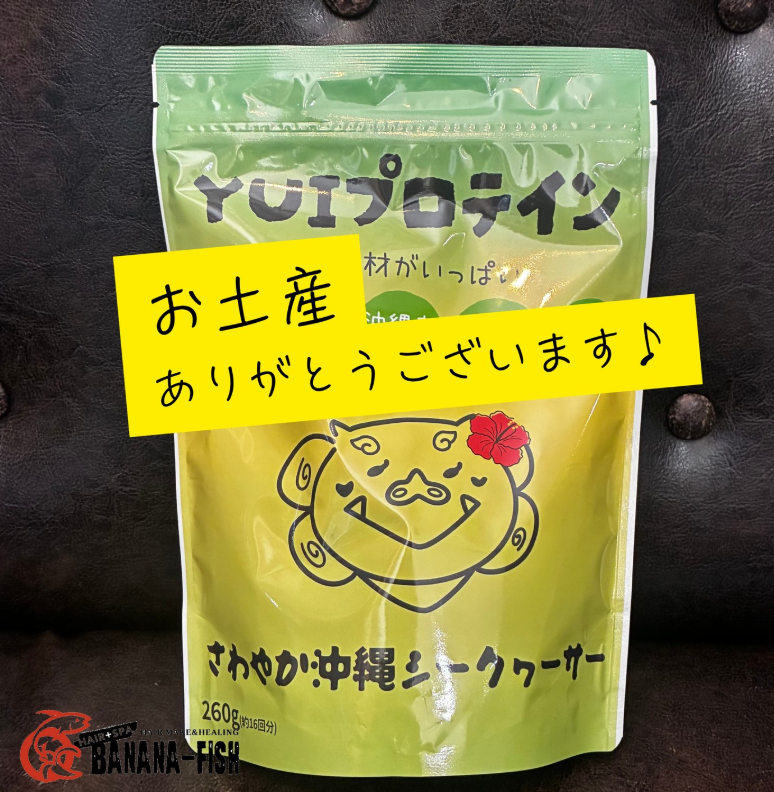 YUIプロテイン
材がいっぱい
お土産
ありがとうございます♪
さわやか沖縄シークヮーサー
260g(約16回分)
HAIR+SPA
BANANA-FISH